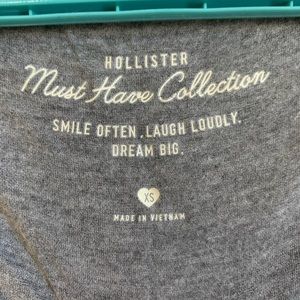 HOLLISTER
Must Have Collection
SMILE OFTEN, LAUGH LOUDLY.
DREAM BIG.
XS
MADE IN VIETNAM